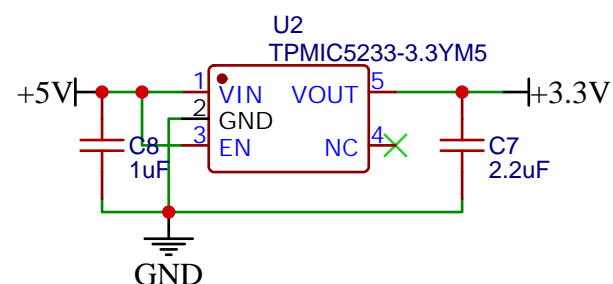 U2
TPMIC5233-3.3YM5
+5V
1
VIN
VOUT
5
+3.3V
2
GND
3
EN
NC
4
C8
1uF
C7
2.2uF
GND